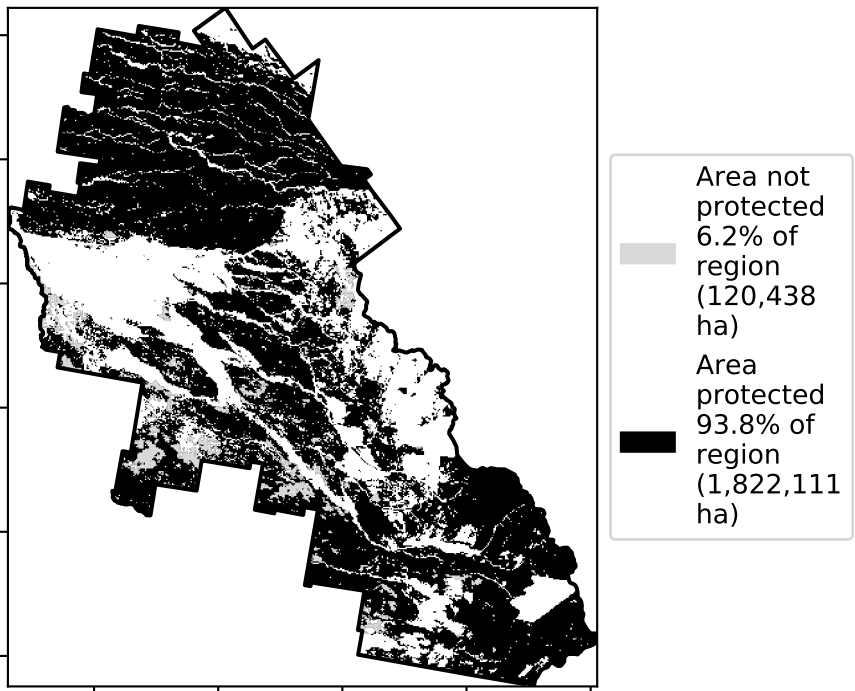 Area not
protected
6.2% of
region
(120,438
ha)
Area
protected
93.8% of
region
(1,822,111
ha)